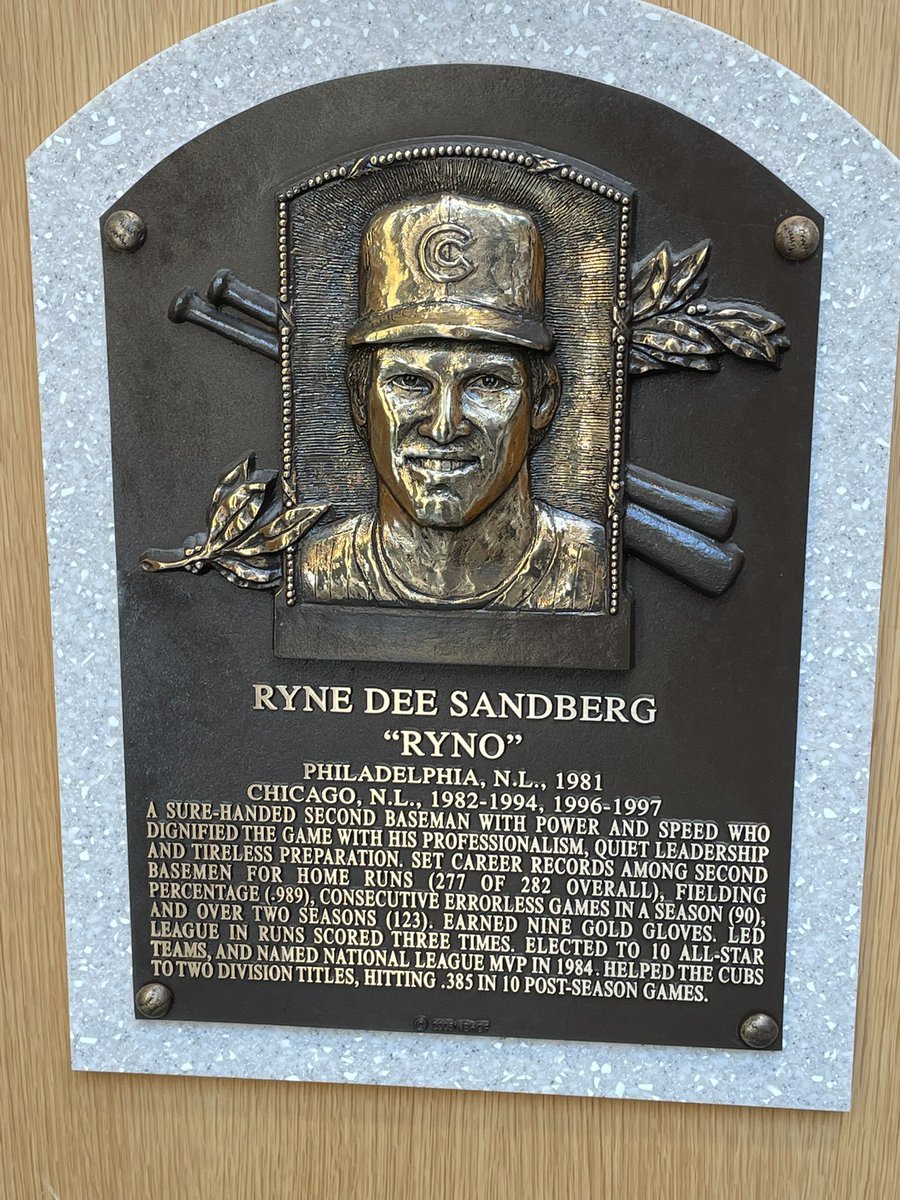 C
RYNE DEE SANDBERG
“RYNO”
PHILADELPHIA, N.L., 1981
CHICAGO, N.L., 1982-1994, 1996-1997
A SURE-HANDED SECOND BASEMAN WITH POWER AND SPEED WHO
DIGNIFIED THE GAME WITH HIS PROFESSIONALISM, QUIET LEADERSHIP
AND TIRELESS PREPARATION. SET CAREER RECORDS AMONG SECOND
BASEMEN FOR HOME RUNS (277 OF 282 OVERALL), FIELDING
PERCENTAGE (.989), CONSECUTIVE ERRORLESS GAMES IN A SEASON (90),
AND OVER TWO SEASONS (123). EARNED NINE GOLD GLOVES. LED
LEAGUE IN RUNS SCORED THREE TIMES. ELECTED TO 10 ALL-STAR
TEAMS, AND NAMED NATIONAL LEAGUE MVP IN 1984. HELPED THE CUBS
TO TWO DIVISION TITLES, HITTING .385 IN 10 POST-SEASON GAMES.
© 2005 NBHOF